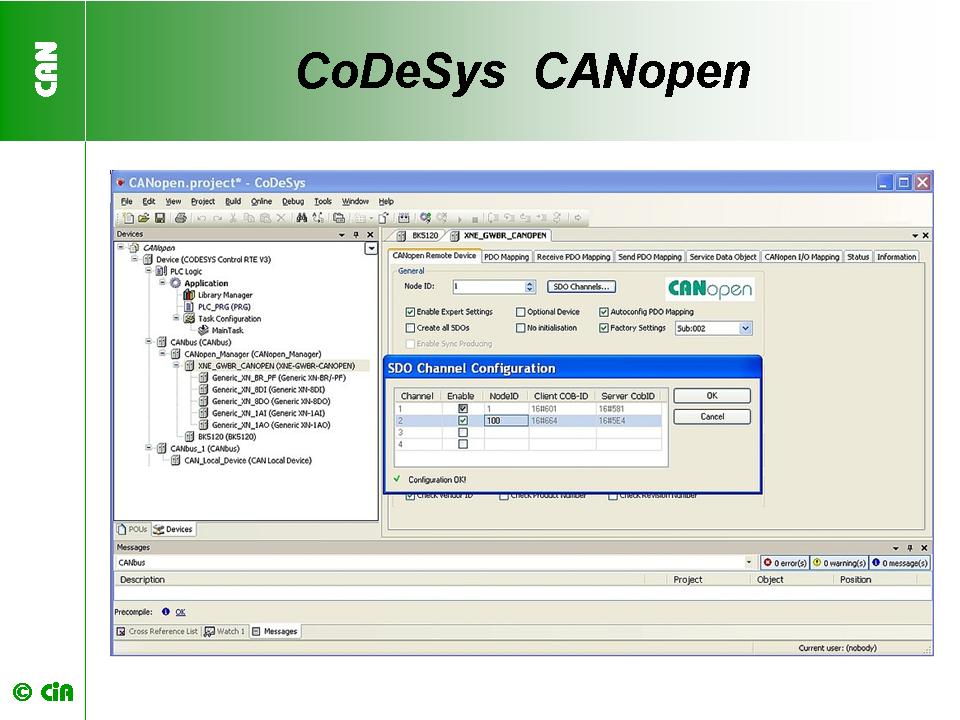 CAN
CoDeSys CANopen
CANopen.project* - CoDeSys
File Edit View Project Build Online Debug Tools Window Help
Devices
CANopen
Device (CODESYS Control RTE V3)
PLC Logic
Application
Library Manager
PLC_PRG (PRG)
Task Configuration
MainTask
CANbus (CANbus)
CANopen_Manager (CANopen_Manager)
XNE_GWBR_CANOPEN (XNE-GWBR-CANOPEN)
Generic_XN_BR_PF (Generic XN-BR/-PF)
Generic_XN_8DI (Generic XN-8DI)
Generic_XN_8DO (Generic XN-8DO)
Generic_XN_1AI (Generic XN-1AI)
Generic_XN_1AO (Generic XN-1AO)
BK5120 (BK5120)
CANbus_1 (CANbus)
CAN_Local_Device (CAN Local Device)
POUs Devices
BK5120 XNE_GWBR_CANOPEN
CANopen Remote Device PDO Mapping Receive PDO Mapping Send PDO Mapping Service Data Object CANopen I/O Mapping Status Information
General
Node ID: 1 SDO Channels...
CANopen
Enable Expert Settings Optional Device Autoconfig PDO Mapping
Create all SDOs No initialisation Factory Settings Sub:002
Enable Sync Producing
SDO Channel Configuration
Channel Enable NodeID Client COB-ID Server CobID
1 1 16#601 16#581
2 100 16#664 16#5E4
3
4
OK
Cancel
Configuration OK!
Check Vendor ID Check Product Number Check Revision Number
Messages
CANbus 0 error(s) 0 warning(s) 0 message(s)
Description Project Object Position
Precompile: OK
Cross Reference List Watch 1 Messages
Current user: (nobody)
© CiA